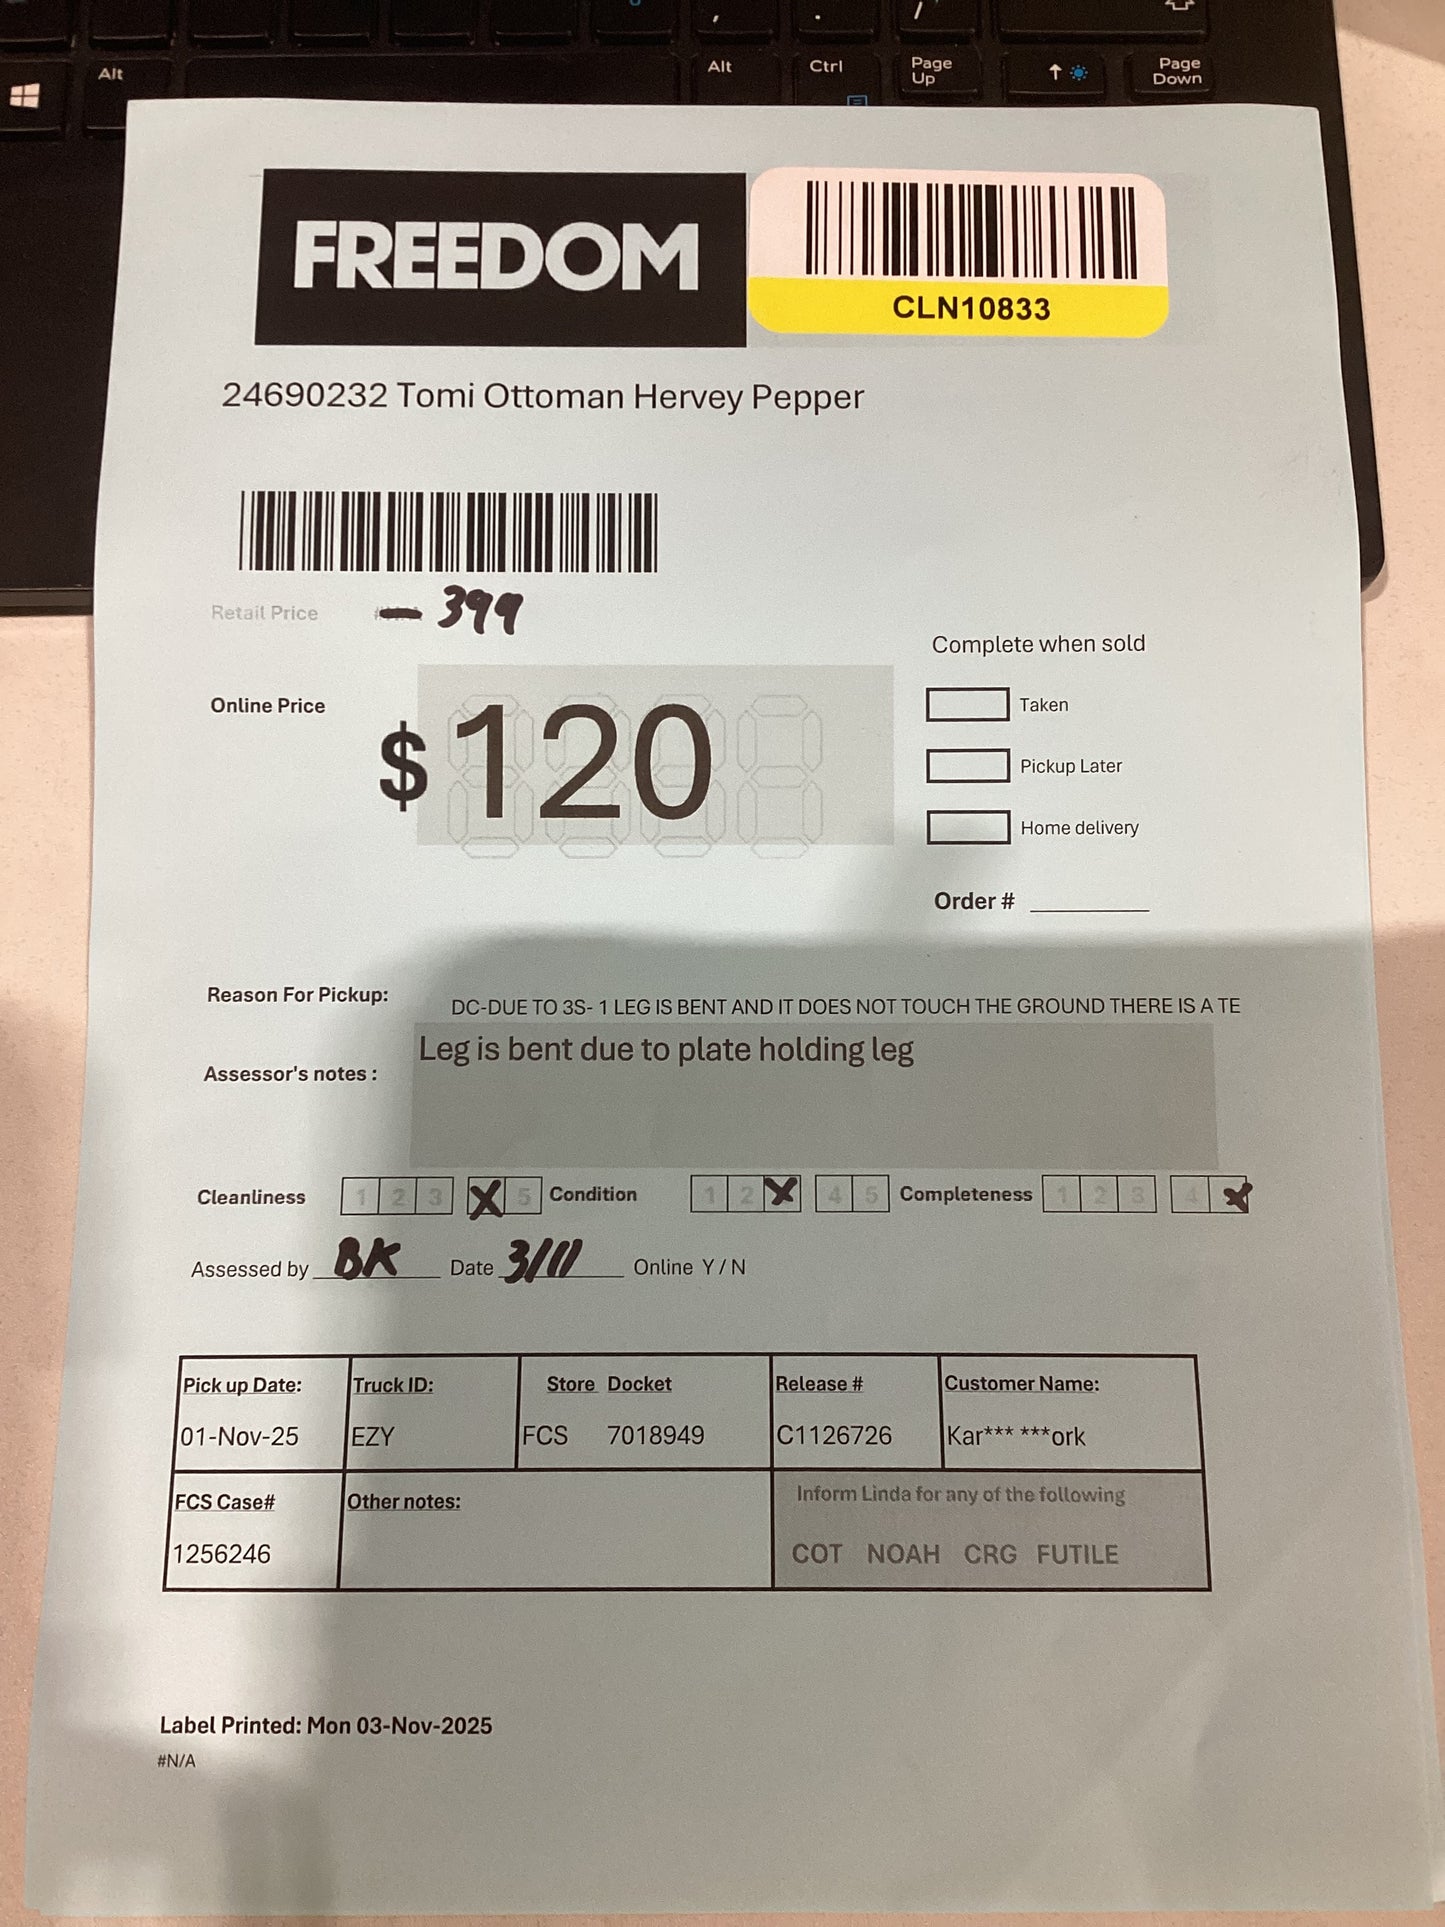 Alt
Alt
Ctrl
Page Up
Page Down
FREEDOM
CLN10833
24690232 Tomi Ottoman Hervey Pepper
Retail Price 399
Complete when sold
Online Price $120
Taken
Pickup Later
Home delivery
Order #
Reason For Pickup: DC-DUE TO 3S- 1 LEG IS BENT AND IT DOES NOT TOUCH THE GROUND THERE IS A TE
Assessor's notes : Leg is bent due to plate holding leg
Cleanliness 1 2 3 X 5 Condition 1 2 X 4 5 Completeness 1 2 3 4 X
Assessed by BK Date 3/11 Online Y / N
Pick up Date: Truck ID: Store Docket Release # Customer Name:
01-Nov-25 EZY FCS 7018949 C1126726 Kar*** ***ork
FCS Case# Other notes: Inform Linda for any of the following
1256246 COT NOAH CRG FUTILE
Label Printed: Mon 03-Nov-2025
#N/A